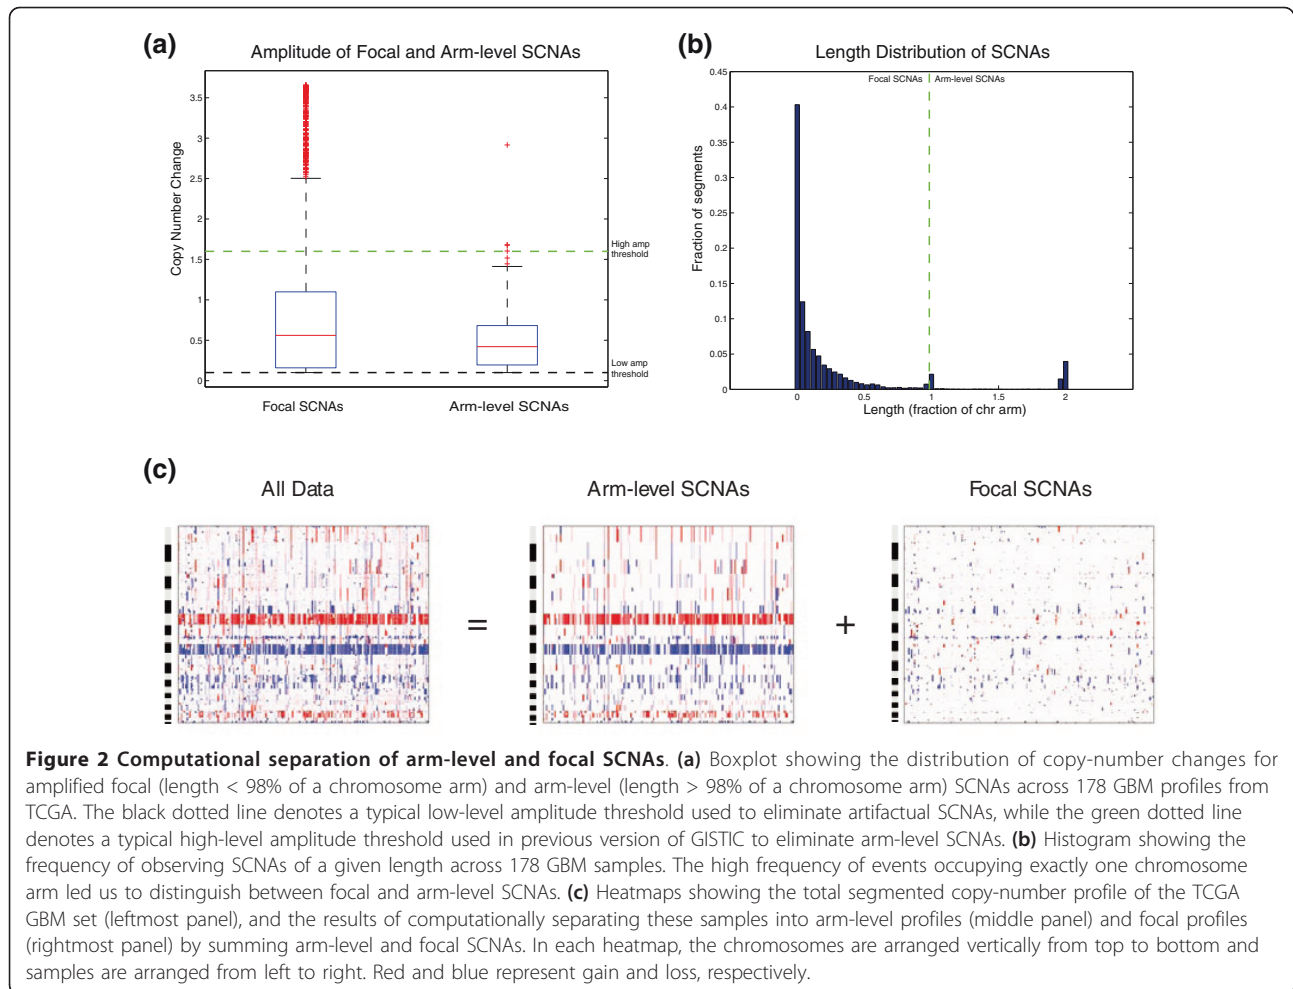 (a)
Amplitude of Focal and Arm-level SCNAs
Copy Number Change
4
3.5
3
2.5
2
1.5
1
0.5
0
High amp
threshold
Low amp
threshold
Focal SCNAs
Arm-level SCNAs
(b)
Length Distribution of SCNAs
Focal SCNAs
Arm-level SCNAs
Fraction of segments
0.45
0.4
0.35
0.3
0.25
0.2
0.15
0.1
0.05
0
0
0.5
1
1.5
2
Length (fraction of chr arm)
(c)
All Data
Arm-level SCNAs
Focal SCNAs
=
+
Figure 2 Computational separation of arm-level and focal SCNAs. (a) Boxplot showing the distribution of copy-number changes for
amplified focal (length < 98% of a chromosome arm) and arm-level (length > 98% of a chromosome arm) SCNAs across 178 GBM profiles from
TCGA. The black dotted line denotes a typical low-level amplitude threshold used to eliminate artifactual SCNAs, while the green dotted line
denotes a typical high-level amplitude threshold used in previous version of GISTIC to eliminate arm-level SCNAs. (b) Histogram showing the
frequency of observing SCNAs of a given length across 178 GBM samples. The high frequency of events occupying exactly one chromosome
arm led us to distinguish between focal and arm-level SCNAs. (c) Heatmaps showing the total segmented copy-number profile of the TCGA
GBM set (leftmost panel), and the results of computationally separating these samples into arm-level profiles (middle panel) and focal profiles
(rightmost panel) by summing arm-level and focal SCNAs. In each heatmap, the chromosomes are arranged vertically from top to bottom and
samples are arranged from left to right. Red and blue represent gain and loss, respectively.